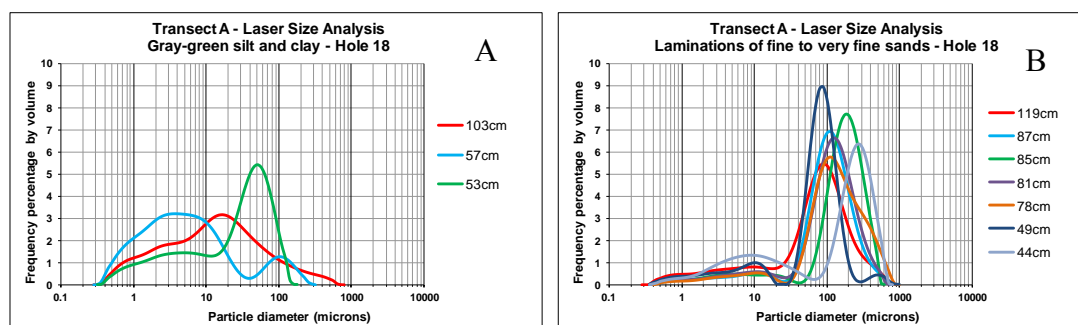 Transect A - Laser Size Analysis
Gray-green silt and clay - Hole 18
A
Frequency percentage by volume
10
9
8
7
6
5
4
3
2
1
0
0.1 1 10 100 1000 10000
Particle diameter (microns)
103cm
57cm
53cm
Transect A - Laser Size Analysis
Laminations of fine to very fine sands - Hole 18
B
Frequency percentage by volume
10
9
8
7
6
5
4
3
2
1
0
0.1 1 10 100 1000 10000
Particle diameter (microns)
119cm
87cm
85cm
81cm
78cm
49cm
44cm